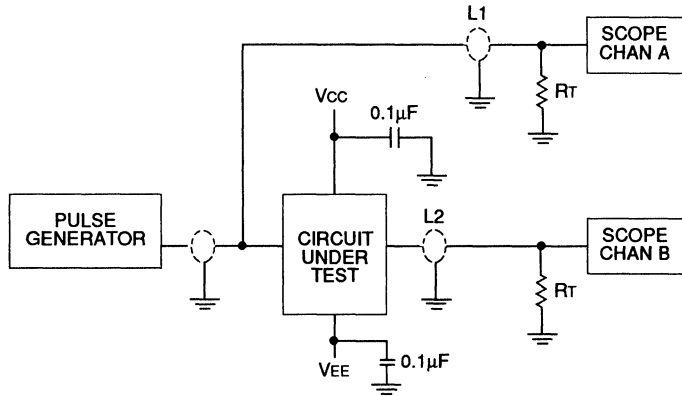 L1
SCOPE
CHAN A
RT
VCC
0.1µF
PULSE
GENERATOR
CIRCUIT
UNDER
TEST
L2
SCOPE
CHAN B
RT
VEE
0.1µF